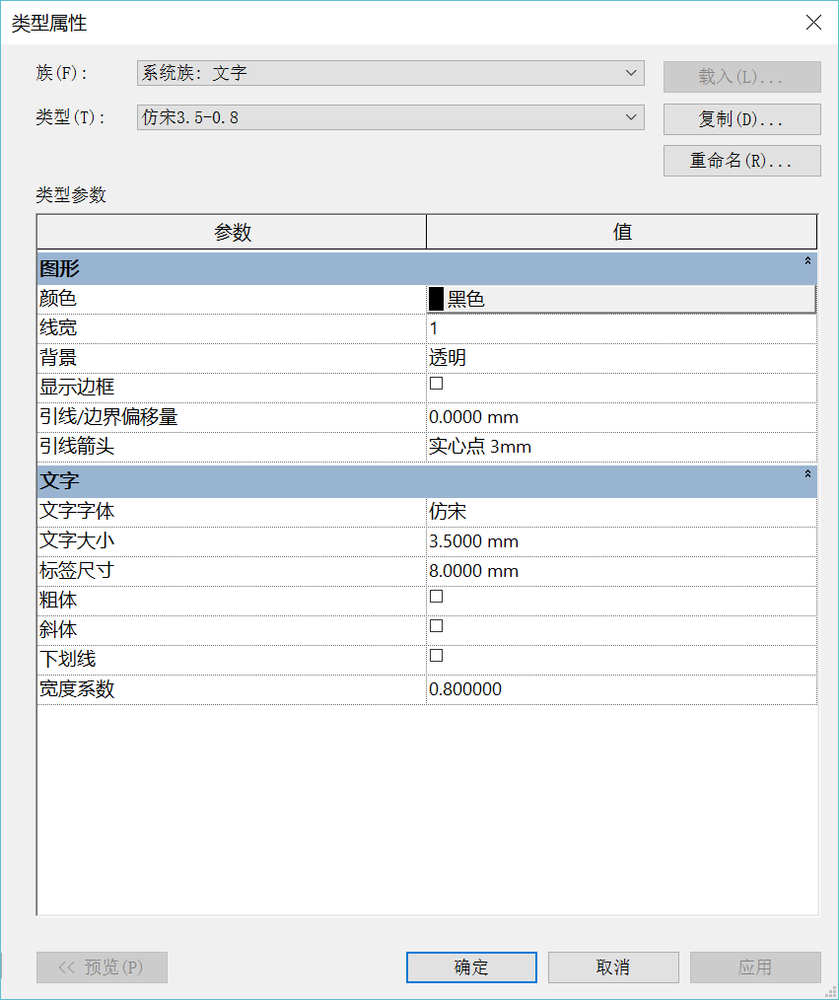 类型属性
族(F): 系统族: 文字 载入(L)...
类型(T): 仿宋3.5-0.8 复制(D)...
重命名(R)...
类型参数
参数 值
图形
颜色 黑色
线宽 1
背景 透明
显示边框
引线/边界偏移量 0.0000 mm
引线箭头 实心点 3mm
文字
文字字体 仿宋
文字大小 3.5000 mm
标签尺寸 8.0000 mm
粗体
斜体
下划线
宽度系数 0.800000
<< 预览(P) 确定 取消 应用